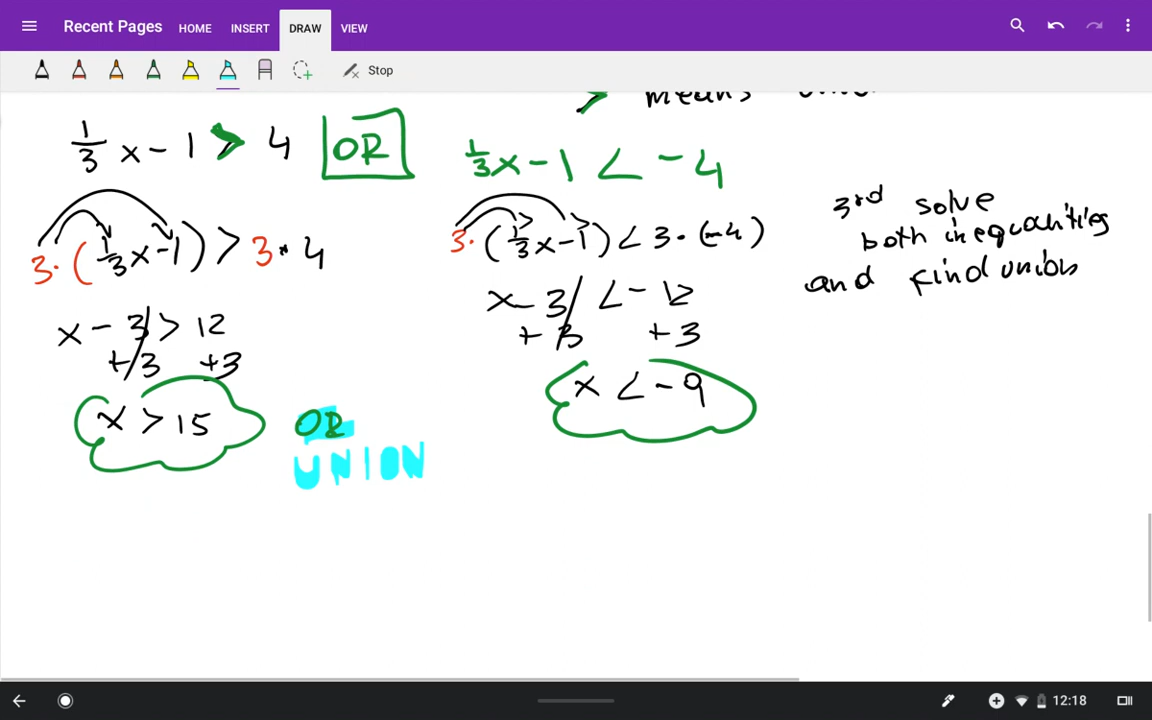 Recent Pages HOME INSERT DRAW VIEW
Stop
> means
1/3 x - 1 > 4 OR 1/3 x - 1 < -4
3rd solve
both inequalities
and find union
3·(1/3 x - 1) > 3 · 4
3·(1/3 x - 1) < 3 · (-4)
x - 3 > 12
+3 +3
x > 15
x - 3 < -12
+3 +3
x < -9
OR
UNION
12:18